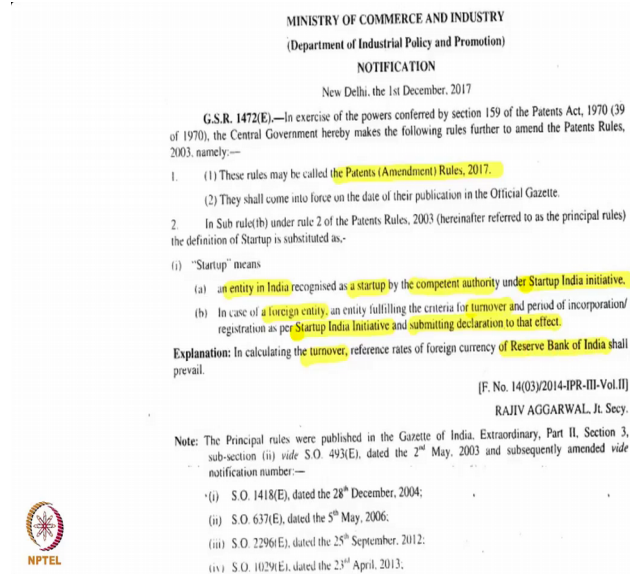 MINISTRY OF COMMERCE AND INDUSTRY
(Department of Industrial Policy and Promotion)
NOTIFICATION
New Delhi, the 1st December, 2017
G.S.R. 1472(E).—In exercise of the powers conferred by section 159 of the Patents Act, 1970 (39
of 1970), the Central Government hereby makes the following rules further to amend the Patents Rules,
2003, namely:—
1. (1) These rules may be called the Patents (Amendment) Rules, 2017.
(2) They shall come into force on the date of their publication in the Official Gazette.
2. In Sub rule(fb) under rule 2 of the Patents Rules, 2003 (hereinafter referred to as the principal rules)
the definition of Startup is substituted as,-
(i) "Startup" means
(a) an entity in India recognised as a startup by the competent authority under Startup India initiative.
(b) In case of a foreign entity, an entity fulfilling the criteria for turnover and period of incorporation/
registration as per Startup India Initiative and submitting declaration to that effect.
Explanation: In calculating the turnover, reference rates of foreign currency of Reserve Bank of India shall
prevail.
[F. No. 14(03)/2014-IPR-III-Vol.II]
RAJIV AGGARWAL, Jt. Secy.
Note: The Principal rules were published in the Gazette of India, Extraordinary, Part II, Section 3,
sub-section (ii) vide S.O. 493(E), dated the 2nd May, 2003 and subsequently amended vide
notification number:—
(i) S.O. 1418(E), dated the 28th December, 2004;
(ii) S.O. 637(E), dated the 5th May, 2006;
(iii) S.O. 2296(E), dated the 25th September, 2012;
(iv) S.O. 1029(E), dated the 23rd April, 2013;
NPTEL